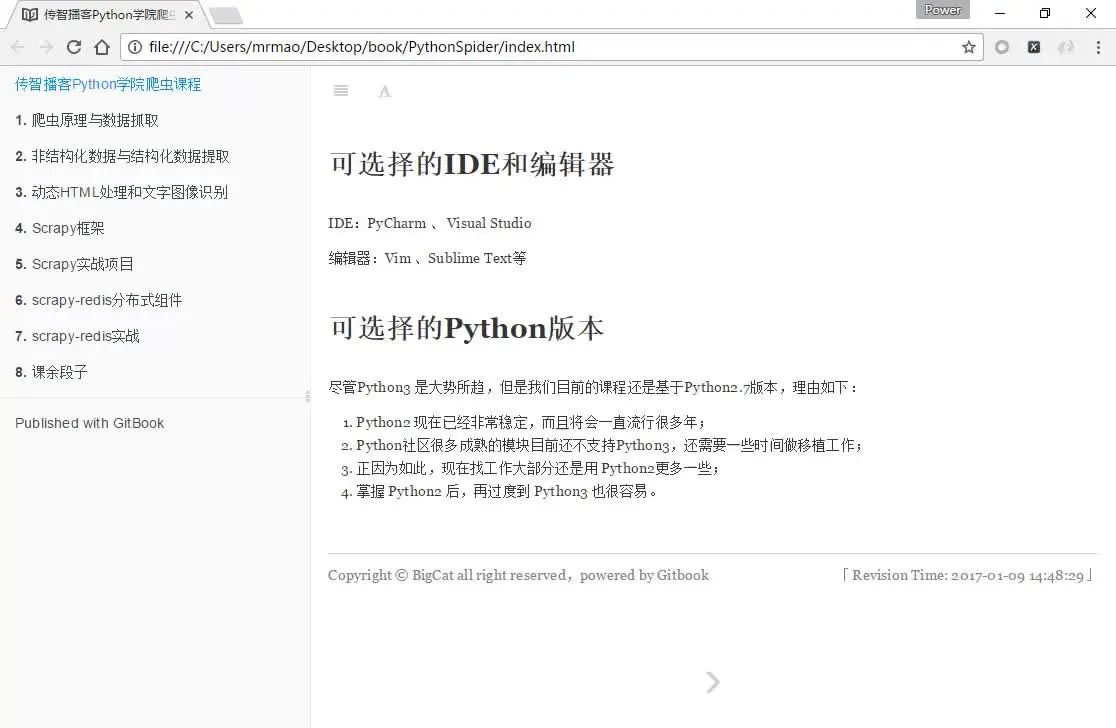 传智播客Python学院爬
Power
file:///C:/Users/mrmao/Desktop/book/PythonSpider/index.html
传智播客Python学院爬虫课程
1. 爬虫原理与数据抓取
2. 非结构化数据与结构化数据提取
3. 动态HTML处理和文字图像识别
4. Scrapy框架
5. Scrapy实战项目
6. scrapy-redis分布式组件
7. scrapy-redis实战
8. 课余段子
Published with GitBook
A
可选择的IDE和编辑器
IDE：PyCharm 、Visual Studio
编辑器：Vim 、Sublime Text等
可选择的Python版本
尽管Python3 是大势所趋，但是我们目前的课程还是基于Python2.7版本，理由如下：
1. Python2 现在已经非常稳定，而且将会一直流行很多年；
2. Python社区很多成熟的模块目前还不支持Python3，还需要一些时间做移植工作；
3. 正因为如此，现在找工作大部分还是用 Python2更多一些；
4. 掌握 Python2 后，再过度到 Python3 也很容易。
Copyright © BigCat all right reserved，powered by Gitbook
「 Revision Time: 2017-01-09 14:48:29 」